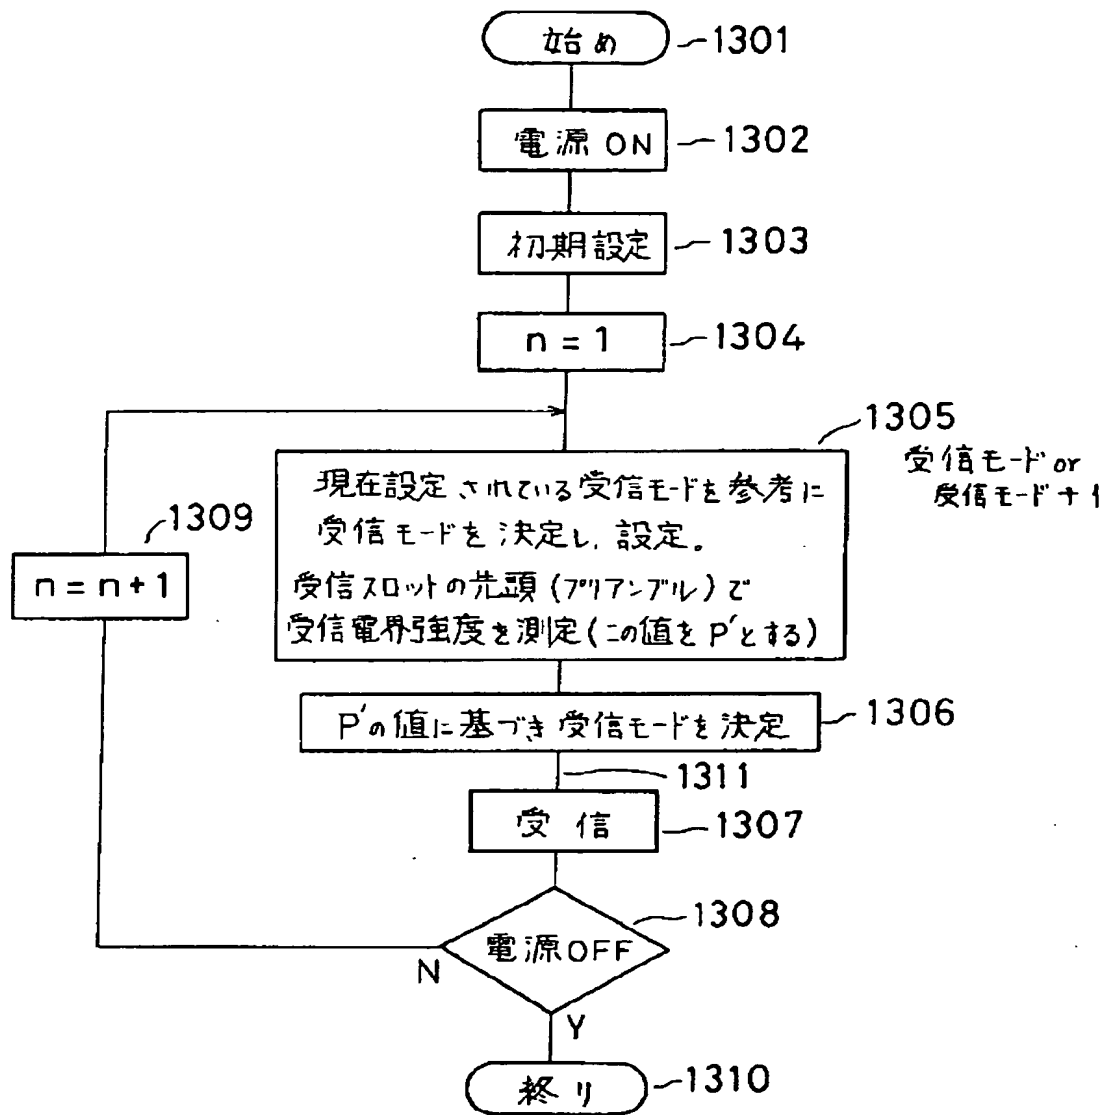 始め
1301
電源 ON
1302
初期設定
1303
n = 1
1304
1305
受信モード or
受信モード + 1
現在設定されている受信モードを参考に
受信モードを決定し、設定。
受信スロットの先頭(プリアンブル)で
受信電界強度を測定(この値をP'とする)
1309
n = n + 1
P'の値に基づき受信モードを決定
1306
1311
受信
1307
電源OFF
1308
N
Y
終り
1310